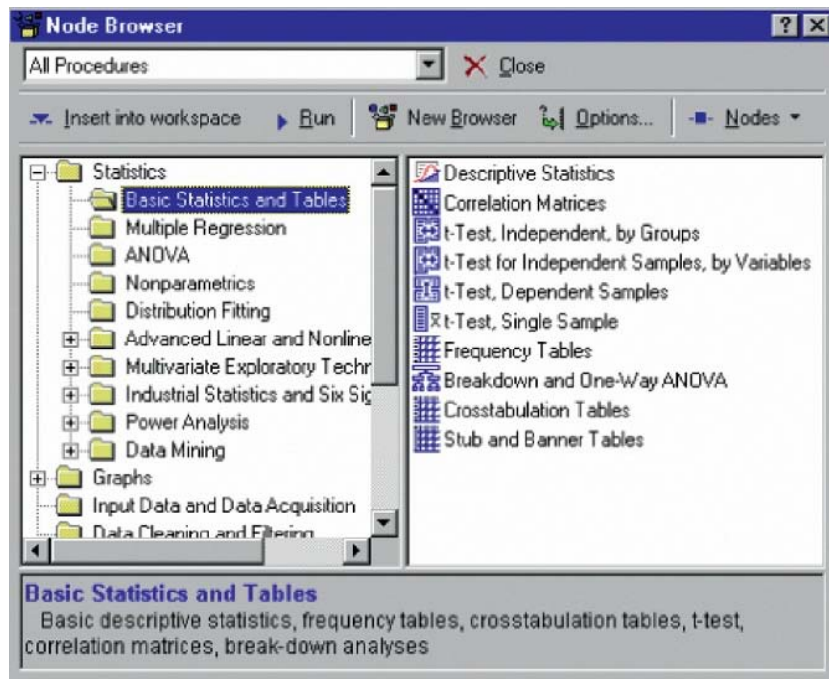 Node Browser
All Procedures
Close
Insert into workspace
Run
New Browser
Options...
Nodes
Statistics
Basic Statistics and Tables
Multiple Regression
ANOVA
Nonparametrics
Distribution Fitting
Advanced Linear and Nonline
Multivariate Exploratory Techr
Industrial Statistics and Six Sig
Power Analysis
Data Mining
Graphs
Input Data and Data Acquisition
Data Cleaning and Filtering
Descriptive Statistics
Correlation Matrices
t-Test, Independent, by Groups
t-Test for Independent Samples, by Variables
t-Test, Dependent Samples
t-Test, Single Sample
Frequency Tables
Breakdown and One-Way ANOVA
Crosstabulation Tables
Stub and Banner Tables
Basic Statistics and Tables
Basic descriptive statistics, frequency tables, crosstabulation tables, t-test,
correlation matrices, break-down analyses